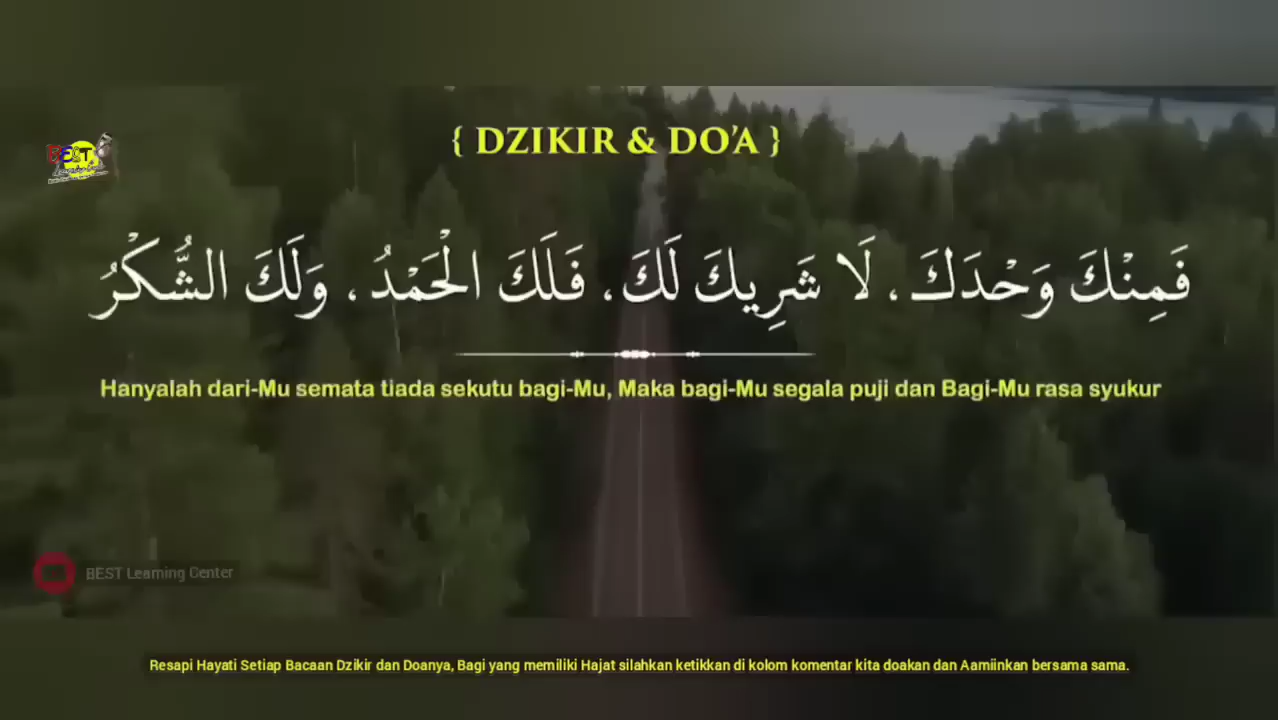 { DZIKIR & DO'A }
BEST
فَمِنْكَ وَحْدَكَ، لَا شَرِيكَ لَكَ، فَلَكَ الْحَمْدُ، وَلَكَ الشُّكْرُ
Hanyalah dari-Mu semata tiada sekutu bagi-Mu, Maka bagi-Mu segala puji dan Bagi-Mu rasa syukur
BEST Learning Center
Resapi Hayati Setiap Bacaan Dzikir dan Doanya, Bagi yang memiliki Hajat silahkan ketikkan di kolom komentar kita doakan dan Aamiinkan bersama sama.